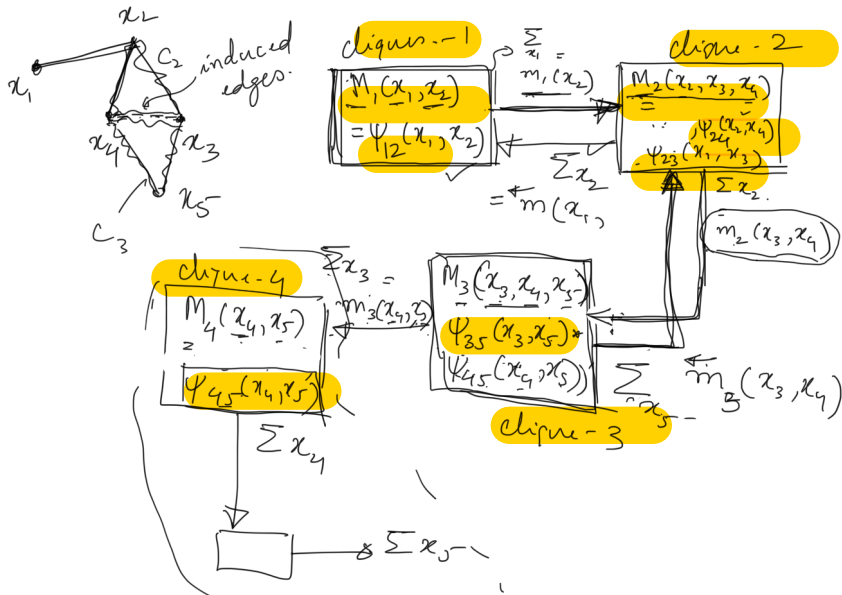 x2
x1
C2
induced
edges.
x4
x3
x5
C3
cliques-1
M1(x1,x2)
=ψ12(x1,x2)
Σx1 =
m1(x2)
Σx2
= m(x1,
clique-2
M2(x2,x3,x4)
=
ψ24(x2,x4)
ψ23(x2,x3)
Σx2
m2(x3,x4)
clique-4
M4(x4,x5)
=
ψ45(x4,x5)
Σx3 =
m3(x4,x5)
M3(x3,x4,x5)
ψ35(x3,x5)*
ψ45(x4,x5)
clique-3
Σx5
m3(x3,x4)
Σx4
Σx5